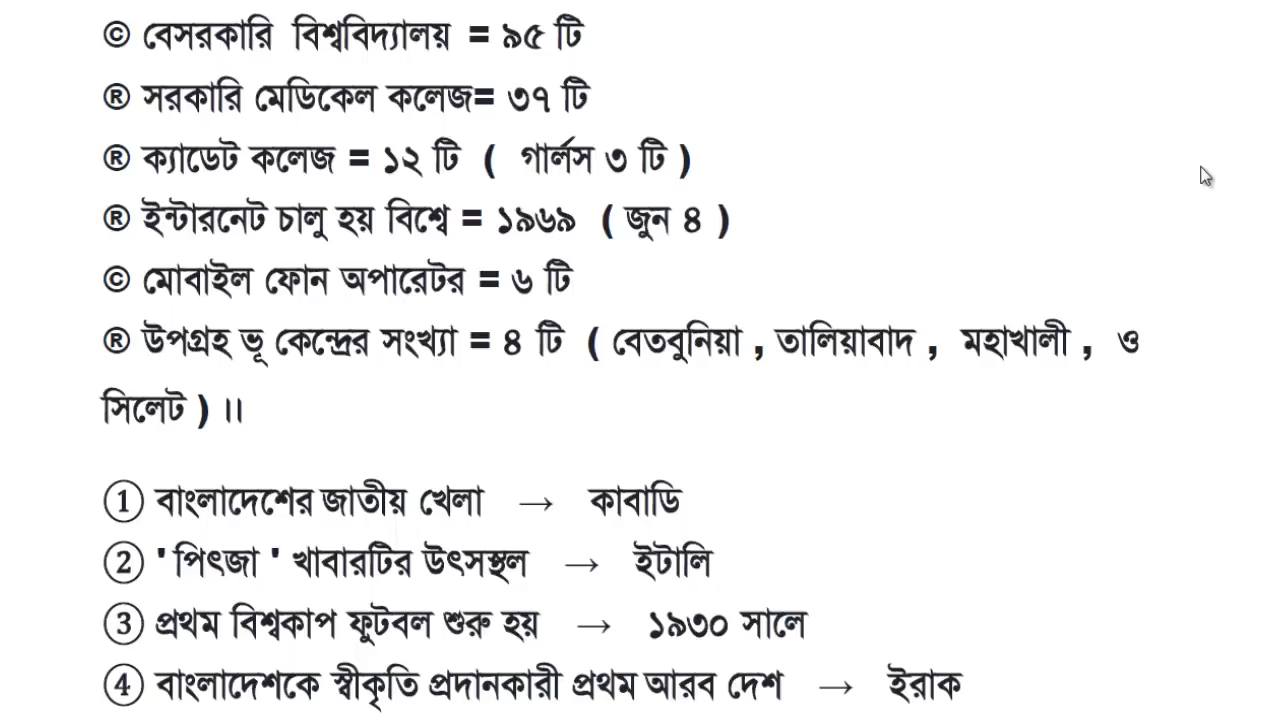 © বেসরকারি বিশ্ববিদ্যালয় = ৯৫ টি
® সরকারি মেডিকেল কলেজ= ৩৭ টি
® ক্যাডেট কলেজ = ১২ টি ( গার্লস ৩ টি )
® ইন্টারনেট চালু হয় বিশ্বে = ১৯৬৯ ( জুন ৪ )
© মোবাইল ফোন অপারেটর = ৬ টি
® উপগ্রহ ভূ কেন্দ্রের সংখ্যা = ৪ টি ( বেতবুনিয়া , তালিয়াবাদ , মহাখালী , ও
সিলেট ) ।।
① বাংলাদেশের জাতীয় খেলা → কাবাডি
② ' পিৎজা ' খাবারটির উৎসস্থল → ইটালি
③ প্রথম বিশ্বকাপ ফুটবল শুরু হয় → ১৯৩০ সালে
④ বাংলাদেশকে স্বীকৃতি প্রদানকারী প্রথম আরব দেশ → ইরাক